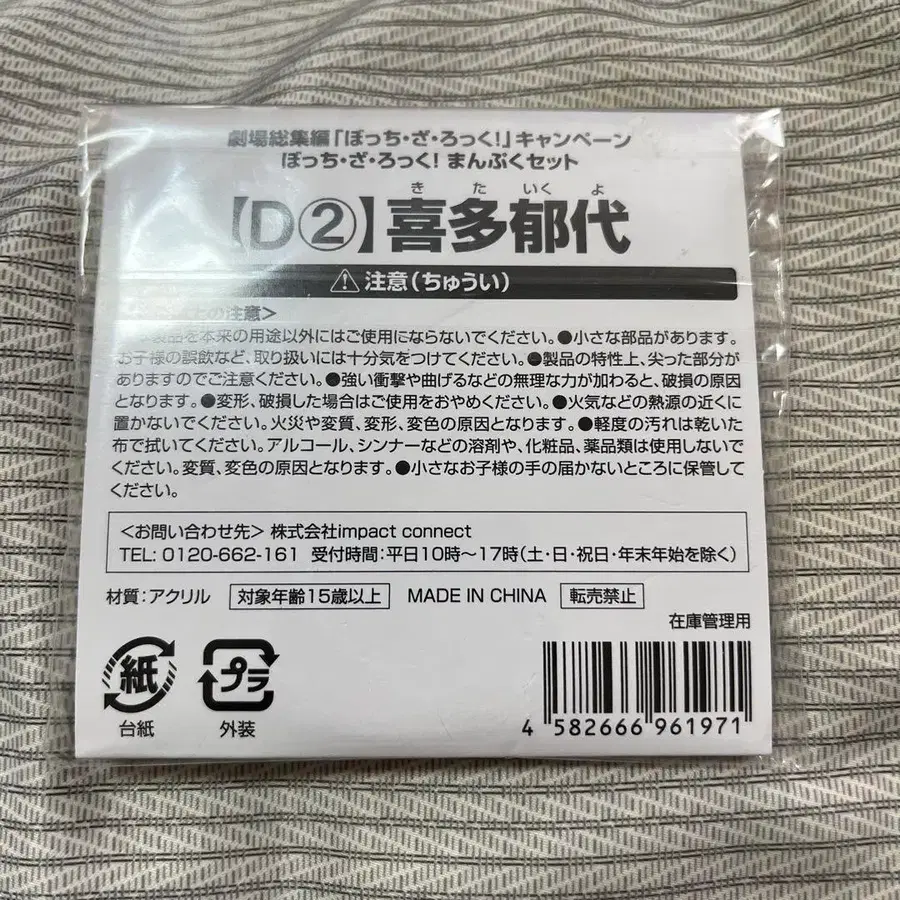 劇場総集編「ぼっち・ざ・ろっく!」キャンペーン
ぼっち・ざ・ろっく! まんぷくセット
き た いく よ
【D②】喜多郁代
注意(ちゅうい)
上の注意>
製品を本来の用途以外にはご使用にならないでください。●小さな部品があります。
お子様の誤飲など、取り扱いには十分気をつけてください。●製品の特性上、尖った部分が
ありますのでご注意ください。●強い衝撃や曲げるなどの無理な力が加わると、破損の原因
となります。●変形、破損した場合はご使用をおやめください。●火気などの熱源の近くに
置かないでください。火災や変質、変形、変色の原因となります。●軽度の汚れは乾いた
布で拭いてください。アルコール、シンナーなどの溶剤や、化粧品、薬品類は使用しないで
ください。変質、変色の原因となります。●小さなお子様の手の届かないところに保管して
ください。
<お問い合わせ先> 株式会社impact connect
TEL: 0120-662-161 受付時間:平日10時～17時(土・日・祝日・年末年始を除く)
材質:アクリル 対象年齢15歳以上 MADE IN CHINA 転売禁止
在庫管理用
紙 プラ
台紙 外装
4 582666 961971